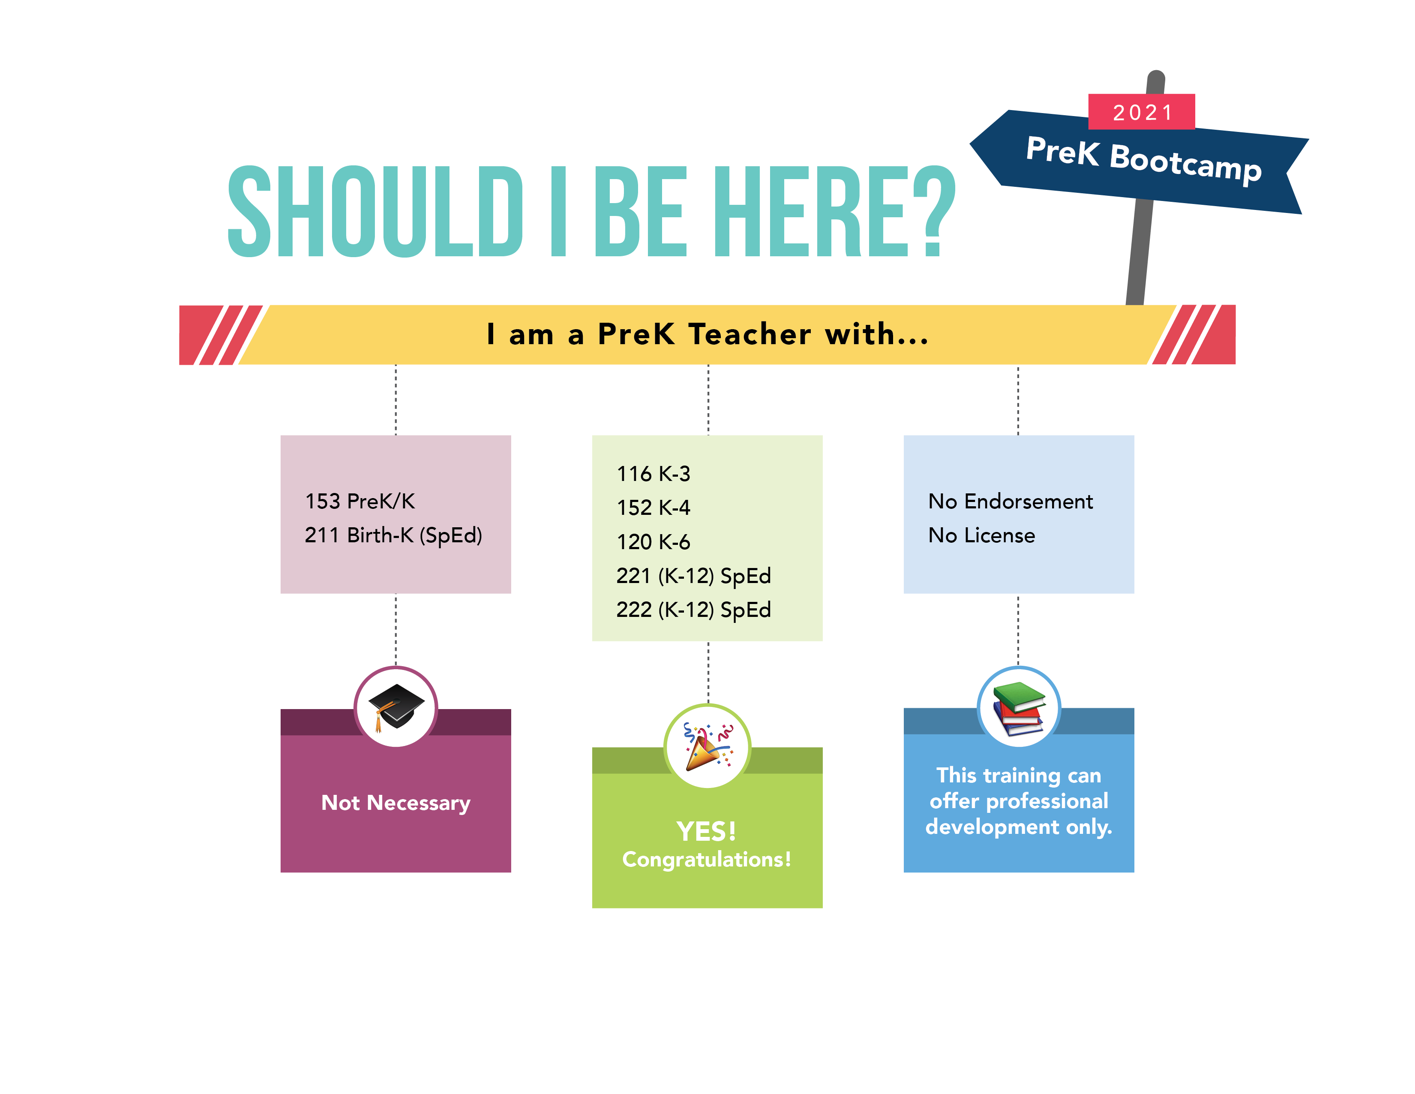 2021
PreK Bootcamp
SHOULD I BE HERE?
I am a PreK Teacher with...
153 PreK/K
211 Birth-K (SpEd)
116 K-3
152 K-4
120 K-6
221 (K-12) SpEd
222 (K-12) SpEd
No Endorsement
No License
Not Necessary
YES!
Congratulations!
This training can
offer professional
development only.